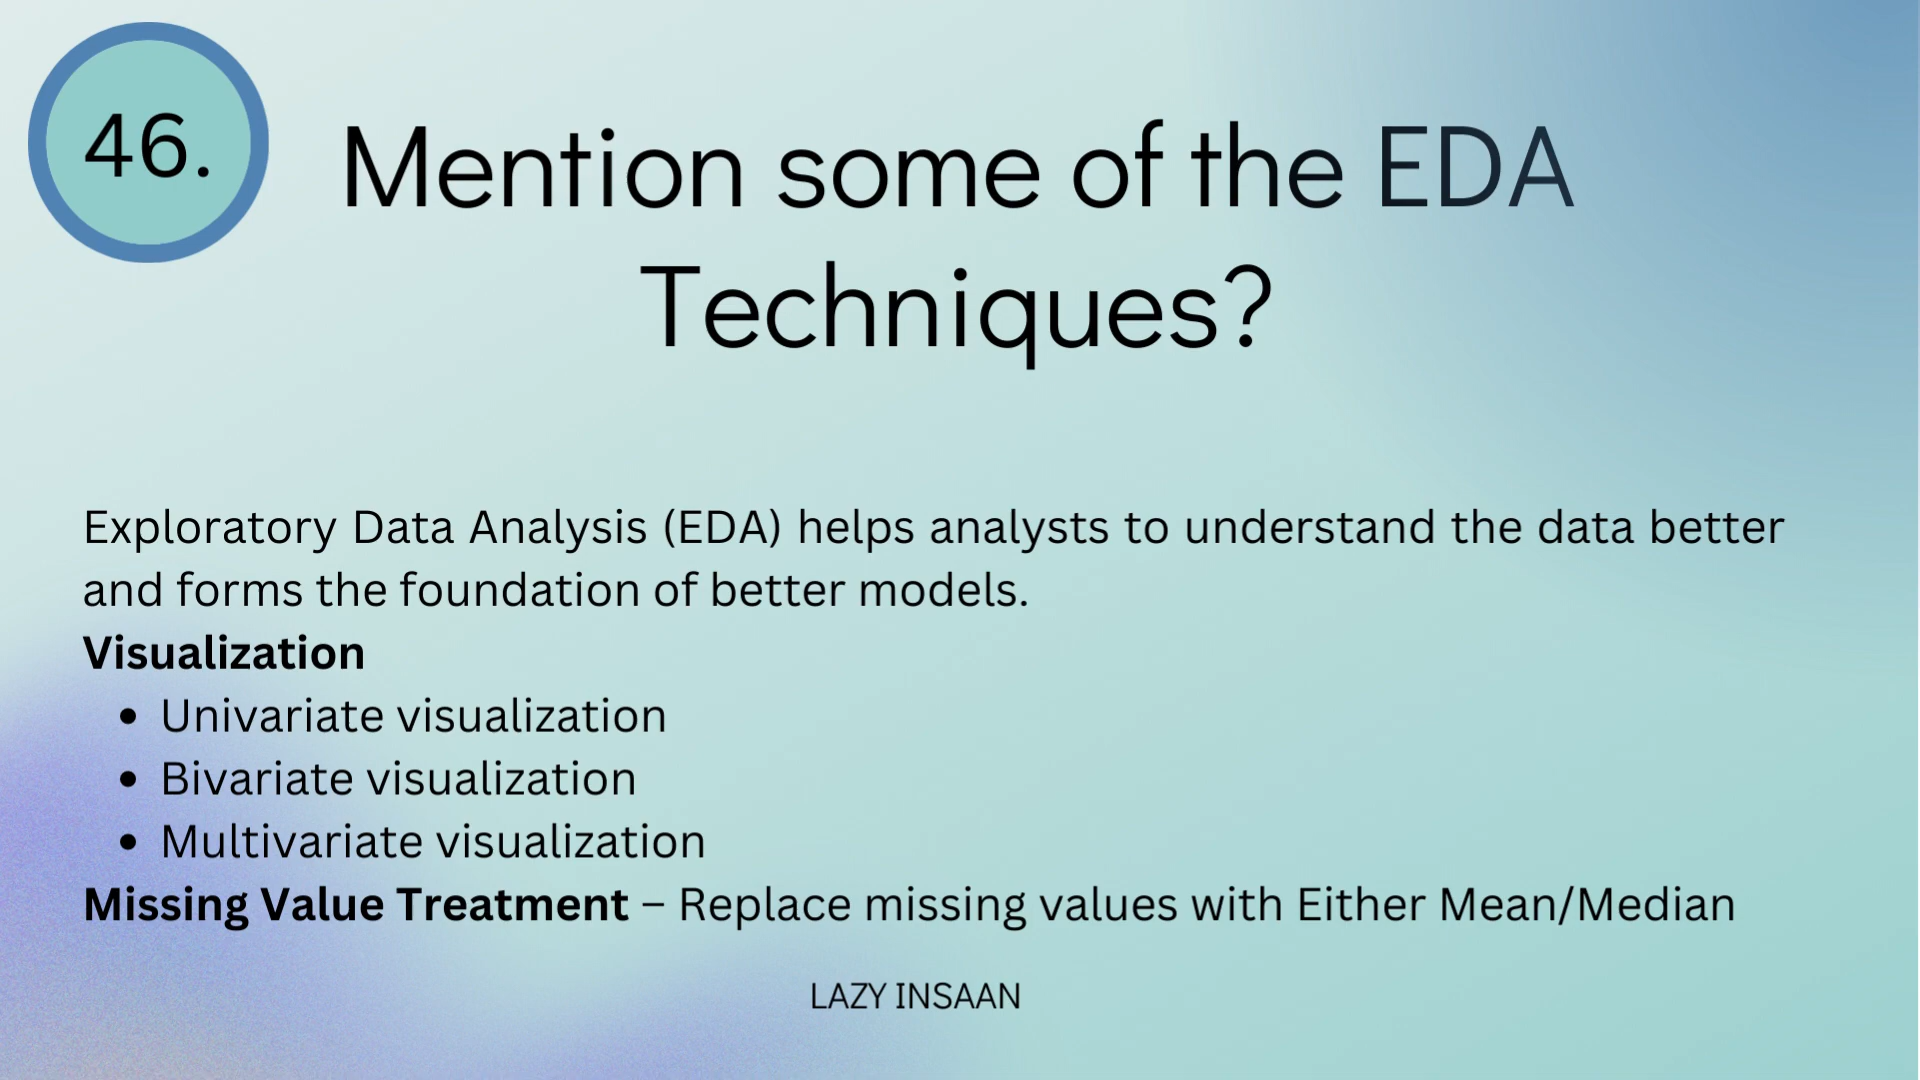 46.
Mention some of the EDA
Techniques?
Exploratory Data Analysis (EDA) helps analysts to understand the data better
and forms the foundation of better models.
Visualization
• Univariate visualization
• Bivariate visualization
• Multivariate visualization
Missing Value Treatment – Replace missing values with Either Mean/Median
LAZY INSAAN